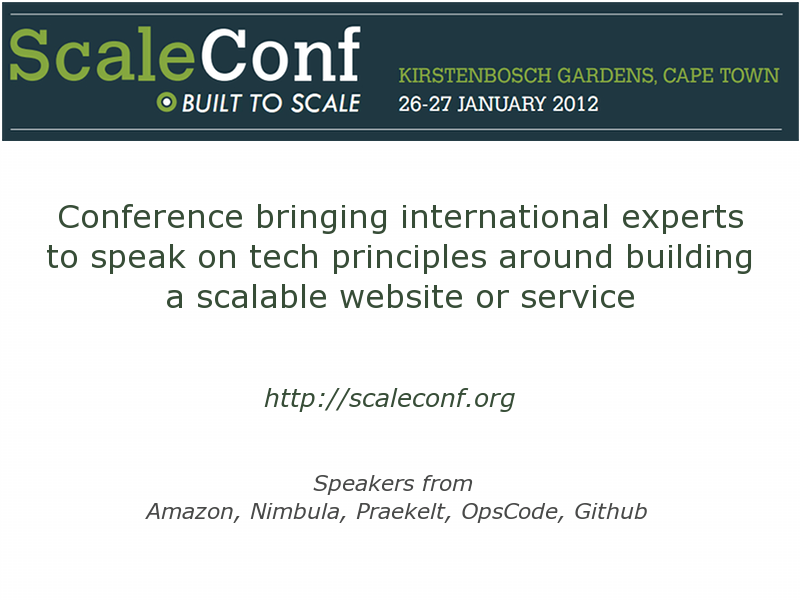 ScaleConf
BUILT TO SCALE
KIRSTENBOSCH GARDENS, CAPE TOWN
26-27 JANUARY 2012
Conference bringing international experts
to speak on tech principles around building
a scalable website or service
http://scaleconf.org
Speakers from
Amazon, Nimbula, Praekelt, OpsCode, Github